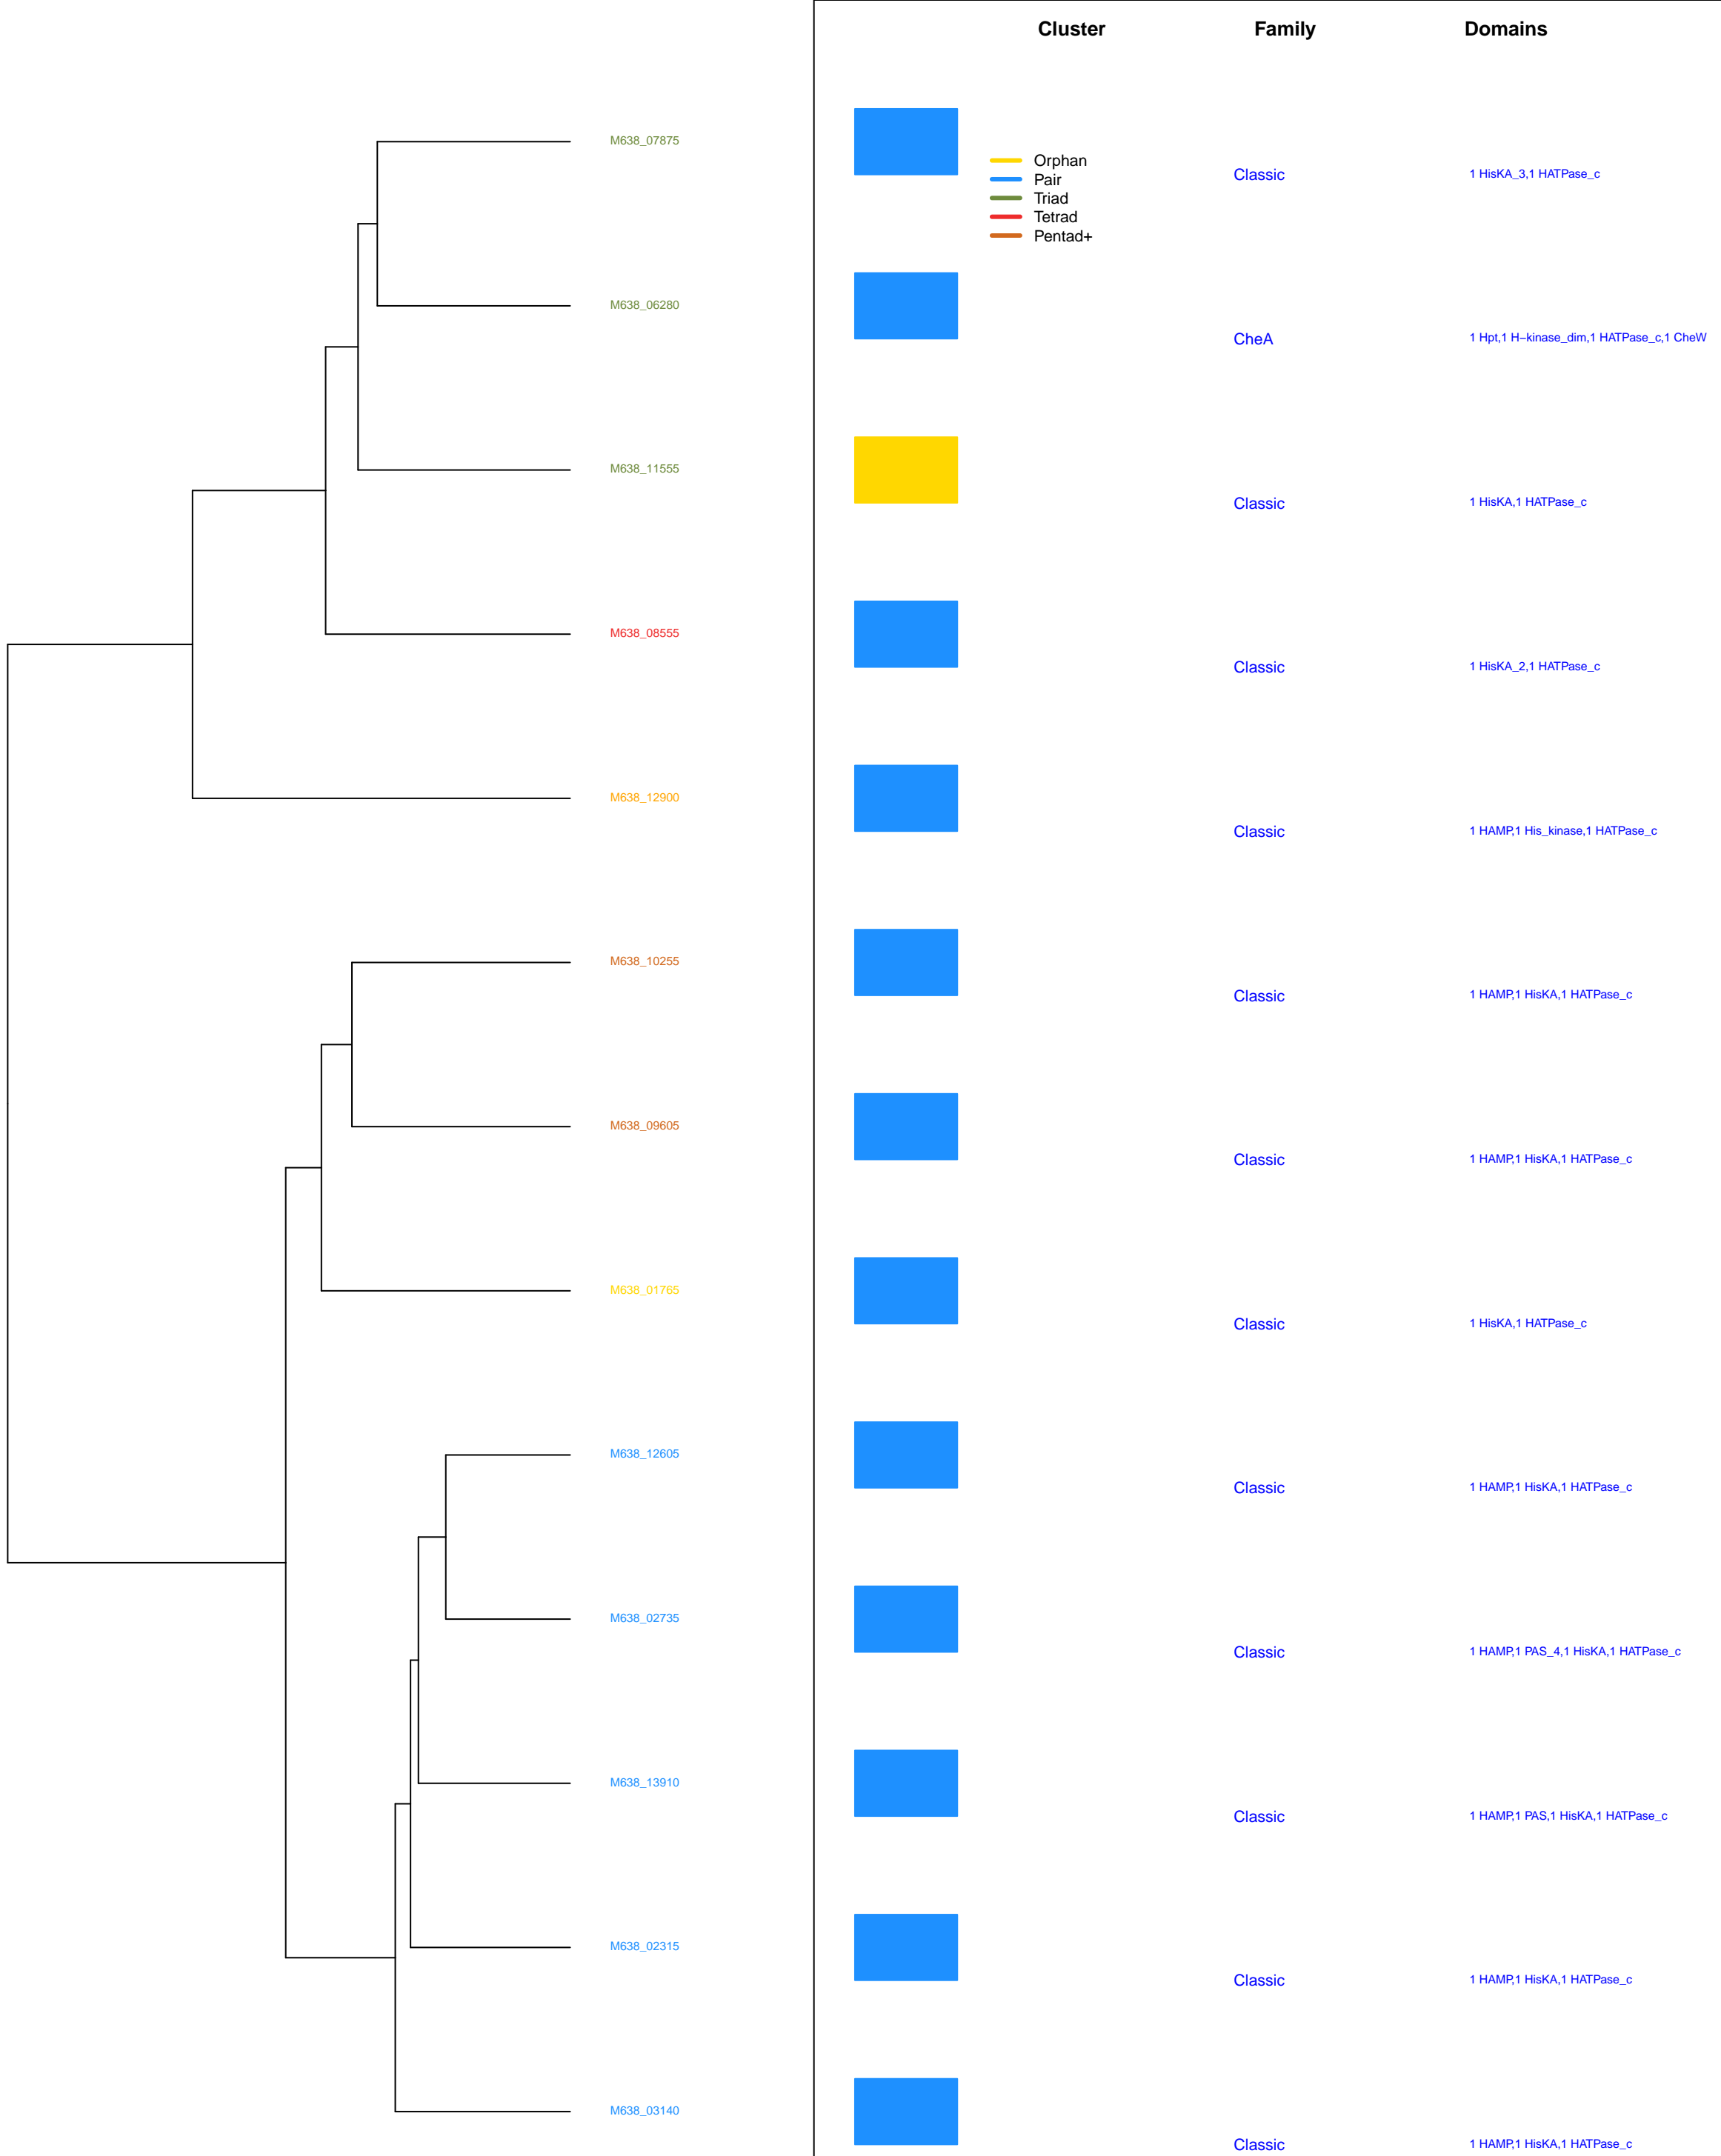 Cluster Family Domains
M638_07875
Orphan
Pair
Triad
Tetrad
Pentad+
Classic 1 HisKA_3,1 HATPase_c
M638_06280
CheA 1 Hpt,1 H−kinase_dim,1 HATPase_c,1 CheW
M638_11555
Classic 1 HisKA,1 HATPase_c
M638_08555
Classic 1 HisKA_2,1 HATPase_c
M638_12900
Classic 1 HAMP,1 His_kinase,1 HATPase_c
M638_10255
Classic 1 HAMP,1 HisKA,1 HATPase_c
M638_09605
Classic 1 HAMP,1 HisKA,1 HATPase_c
M638_01765
Classic 1 HisKA,1 HATPase_c
M638_12605
Classic 1 HAMP,1 HisKA,1 HATPase_c
M638_02735
Classic 1 HAMP,1 PAS_4,1 HisKA,1 HATPase_c
M638_13910
Classic 1 HAMP,1 PAS,1 HisKA,1 HATPase_c
M638_02315
Classic 1 HAMP,1 HisKA,1 HATPase_c
M638_03140
Classic 1 HAMP,1 HisKA,1 HATPase_c